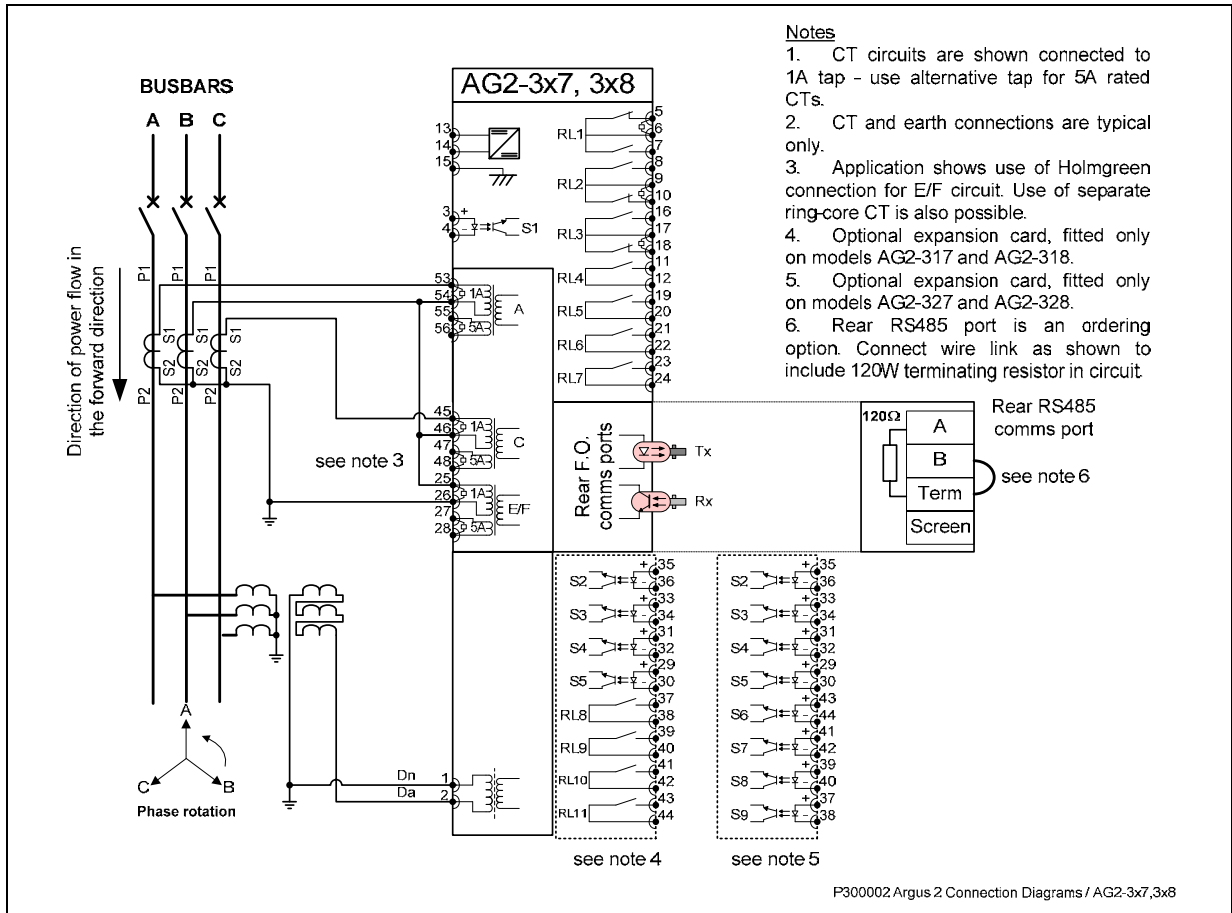 Notes
1. CT circuits are shown connected to
1A tap - use alternative tap for 5A rated
CTs.
2. CT and earth connections are typical
only.
3. Application shows use of Holmgreen
connection for E/F circuit. Use of separate
ring-core CT is also possible.
4. Optional expansion card, fitted only
on models AG2-317 and AG2-318.
5. Optional expansion card, fitted only
on models AG2-327 and AG2-328.
6. Rear RS485 port is an ordering
option. Connect wire link as shown to
include 120W terminating resistor in circuit
BUSBARS
A B C
Direction of power flow in
the forward direction
P1 P1 P1
S1 S1 S1
S2 S2 S2
P2 P2 P2
AG2-3x7, 3x8
13
14
15
3 +
4 -
S1
53
54
55
56
1A
5A
A
45
46
47
48
1A
5A
C
see note 3
25
26
27
28
1A
5A
E/F
RL1
5
6
7
RL2
8
9
10
RL3
16
17
18
RL4
11
12
RL5
19
20
RL6
21
22
RL7
23
24
Rear F.O.
comms ports
Tx
Rx
120Ω
A
B
Term
Screen
Rear RS485
comms port
see note 6
S2 + 35
- 36
S3 + 33
- 34
S4 + 31
- 32
S5 + 29
- 30
RL8 37
38
RL9 39
40
RL10 41
42
RL11 43
44
see note 4
S2 + 35
- 36
S3 + 33
- 34
S4 + 31
- 32
S5 + 29
- 30
S6 + 43
- 44
S7 + 41
- 42
S8 + 39
- 40
S9 + 37
- 38
see note 5
Dn 1
Da 2
A
C B
Phase rotation
P300002 Argus 2 Connection Diagrams / AG2-3x7,3x8